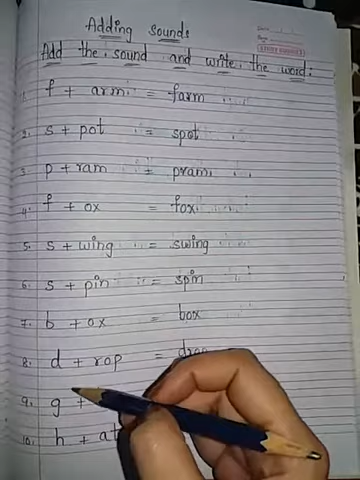 Adding Sounds
Add the sound and write the word:
1. f + arm = farm
2. s + pot = spot
3. p + ram = pram
4. f + ox = fox
5. s + wing = swing
6. s + pin = spin
7. b + ox = box
8. d + rop = drop
9. g +
10. h + at